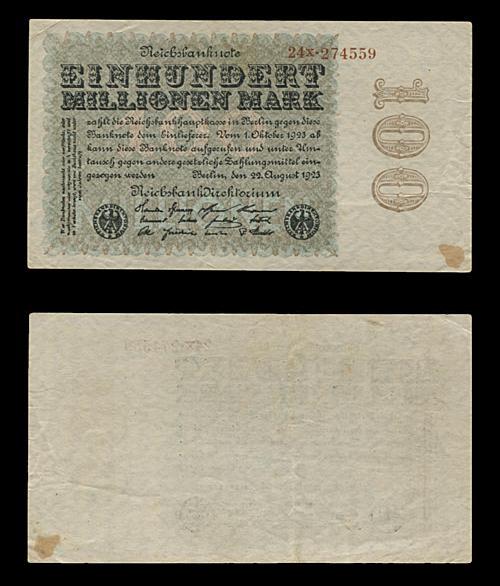 Reichsbanknote
24X·274559
EINHUNDERT
MILLIONEN MARK
zahlt die Reichsbankhauptkasse in Berlin gegen diese
Banknote dem Einlieferer. Vom 1. Oktober 1923 ab
kann diese Banknote aufgerufen und unter Um-
tausch gegen andere gesetzliche Zahlungsmittel ein-
gezogen werden
Berlin, den 22. August 1923
Reichsbankdirektorium
100